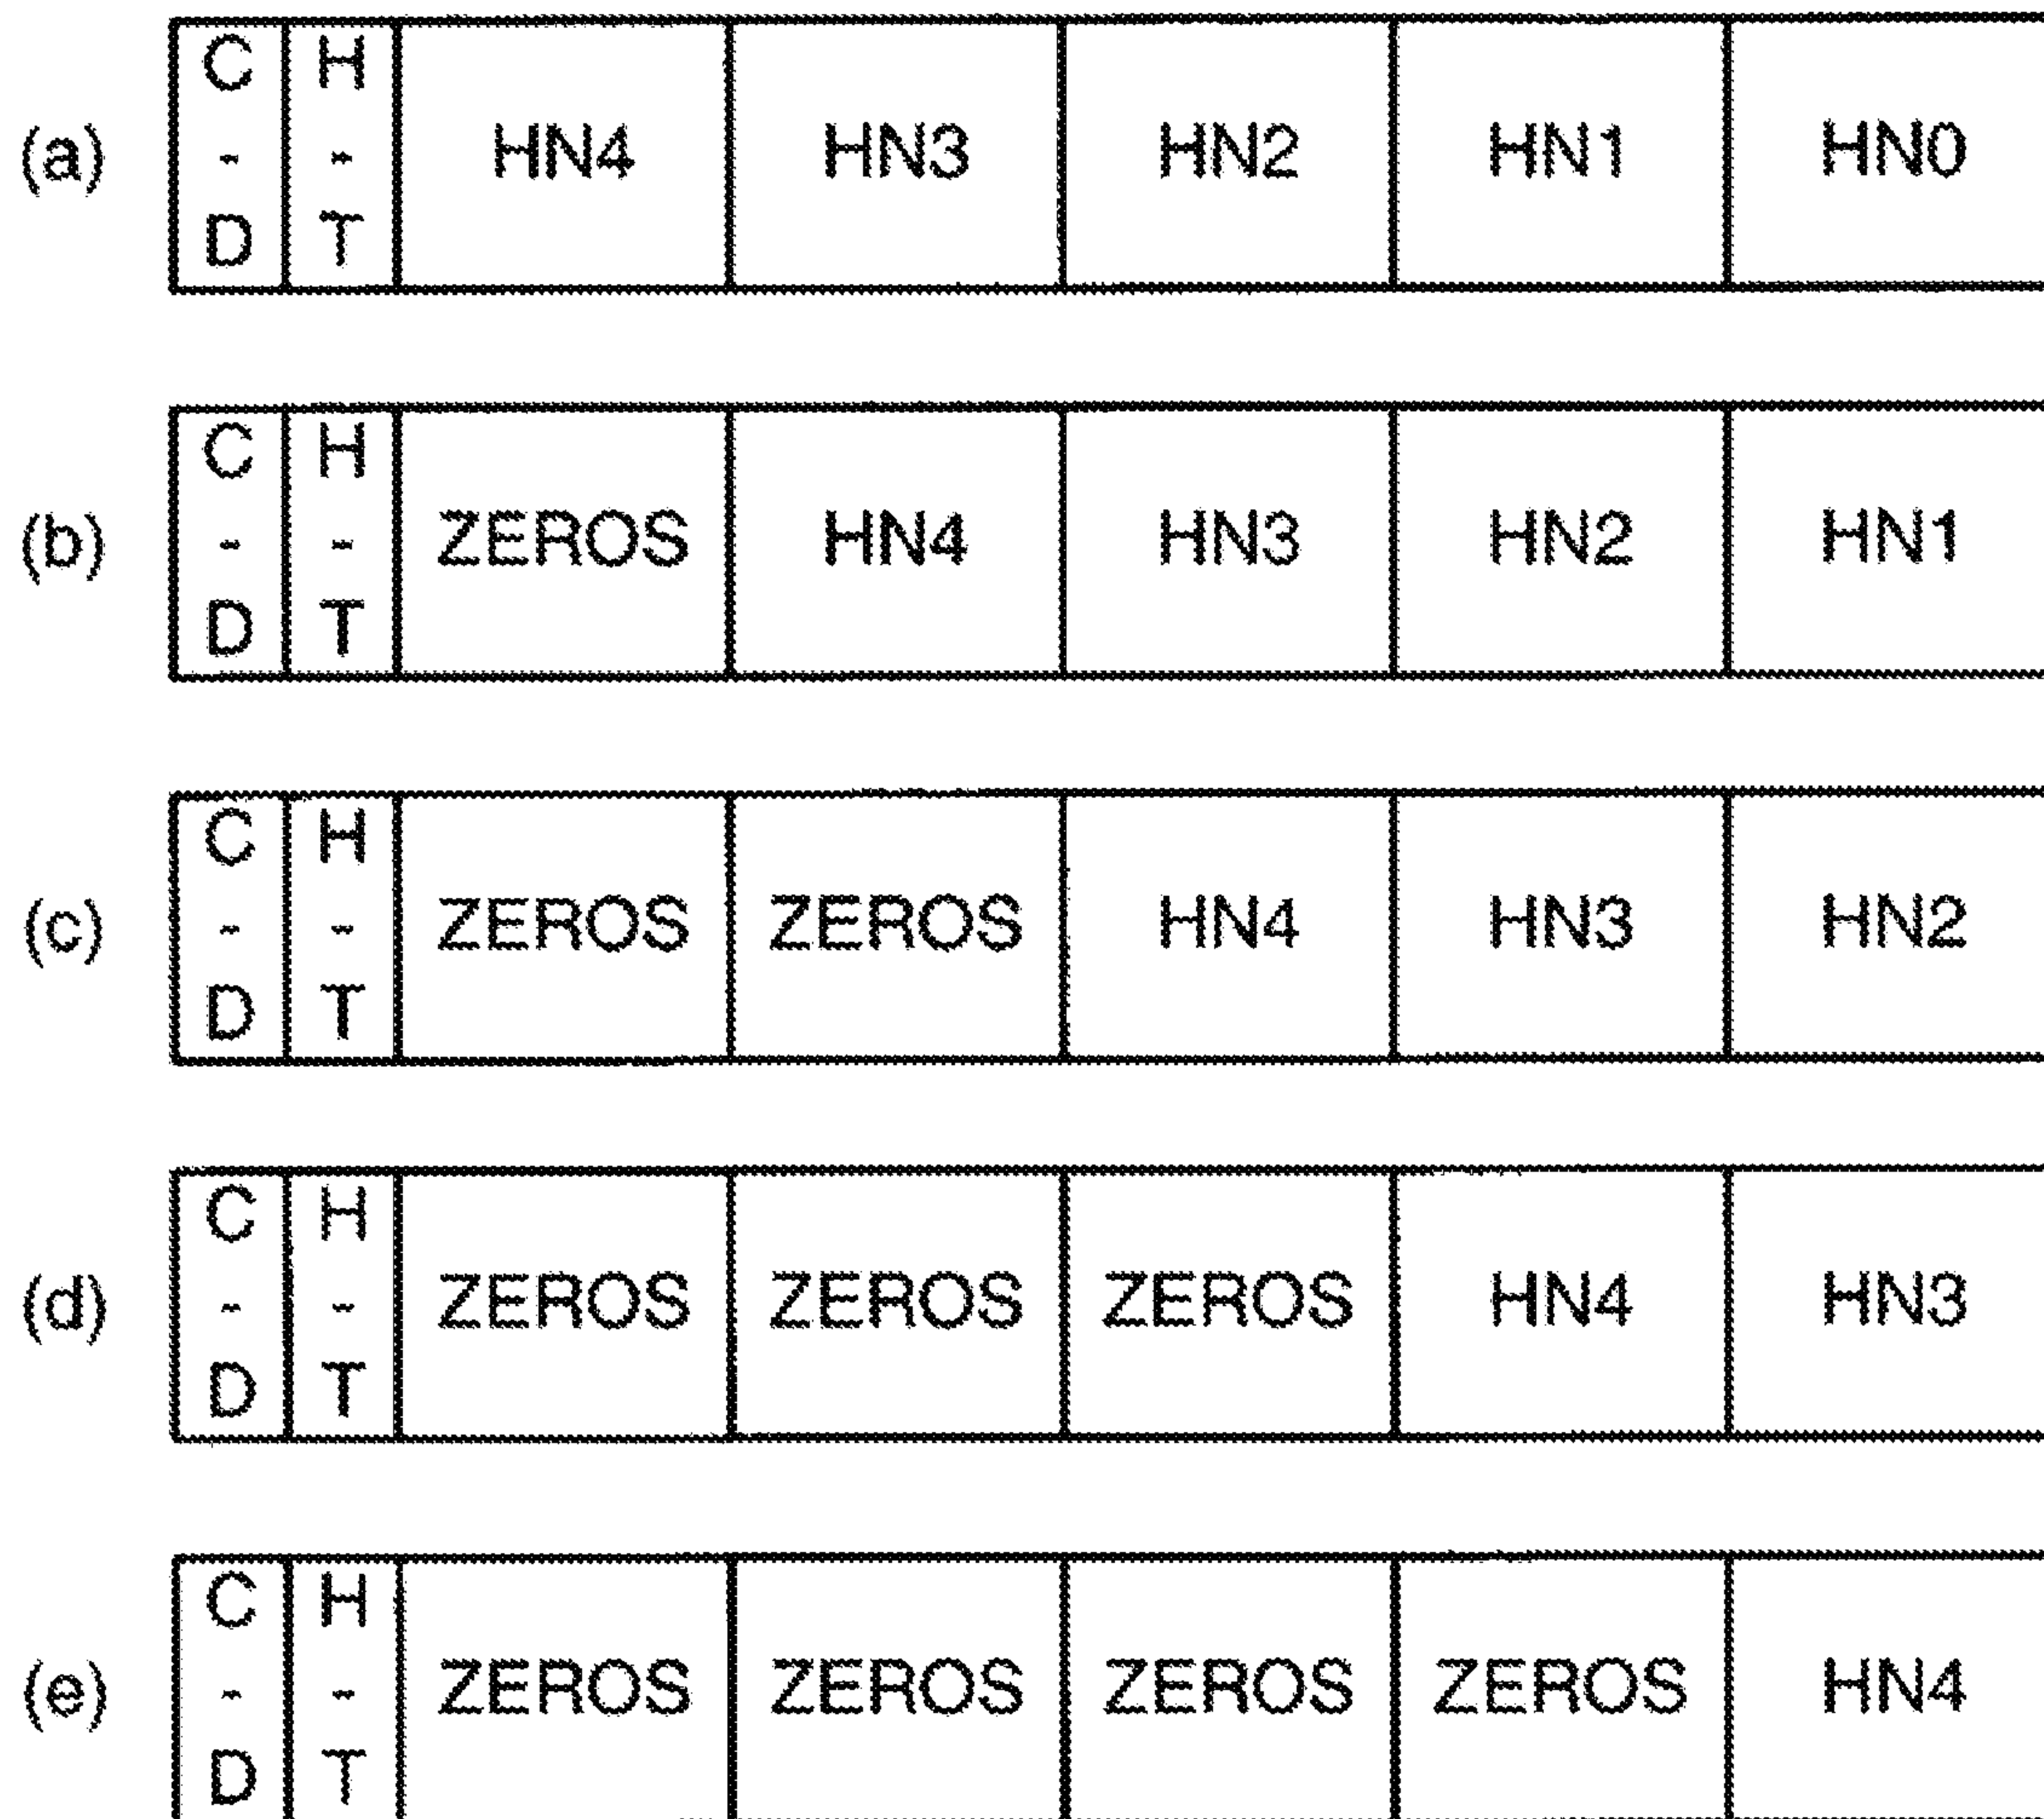 (a) C-D H-T HN4 HN3 HN2 HN1 HN0
(b) C-D H-T ZEROS HN4 HN3 HN2 HN1
(c) C-D H-T ZEROS ZEROS HN4 HN3 HN2
(d) C-D H-T ZEROS ZEROS ZEROS HN4 HN3
(e) C-D H-T ZEROS ZEROS ZEROS ZEROS HN4